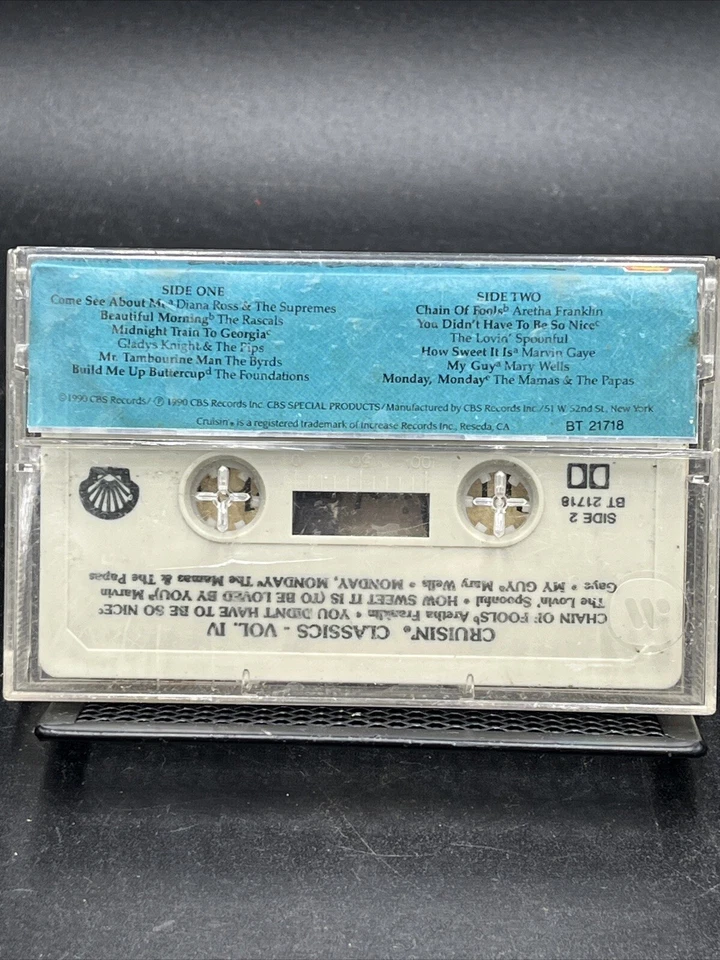 SIDE ONE
Come See About Me ª Diana Ross & The Supremes
Beautiful Morning ᵇ The Rascals
Midnight Train To Georgia ᶜ
Gladys Knight & The Pips
Mr. Tambourine Man The Byrds
Build Me Up Buttercup ᵈ The Foundations
SIDE TWO
Chain Of Fools ᵇ Aretha Franklin
You Didn't Have To Be So Nice ᶜ
The Lovin' Spoonful
How Sweet It Is ª Marvin Gaye
My Guy ª Mary Wells
Monday, Monday ᵉ The Mamas & The Papas
©1990 CBS Records/ ℗ 1990 CBS Records Inc. CBS SPECIAL PRODUCTS/Manufactured by CBS Records Inc./51 W. 52nd St., New York
Cruisin'® is a registered trademark of Increase Records Inc., Reseda, CA
BT 21718
CRUISIN'® CLASSICS - VOL. IV
CHAIN OF FOOLS ᵇ Aretha Franklin • YOU DIDN'T HAVE TO BE SO NICE ᶜ
The Lovin' Spoonful • HOW SWEET IT IS (TO BE LOVED BY YOU) ª Marvin
Gaye • MY GUY ª Mary Wells • MONDAY, MONDAY ᵉ The Mamas & The Papas
SIDE 2
BT 21718